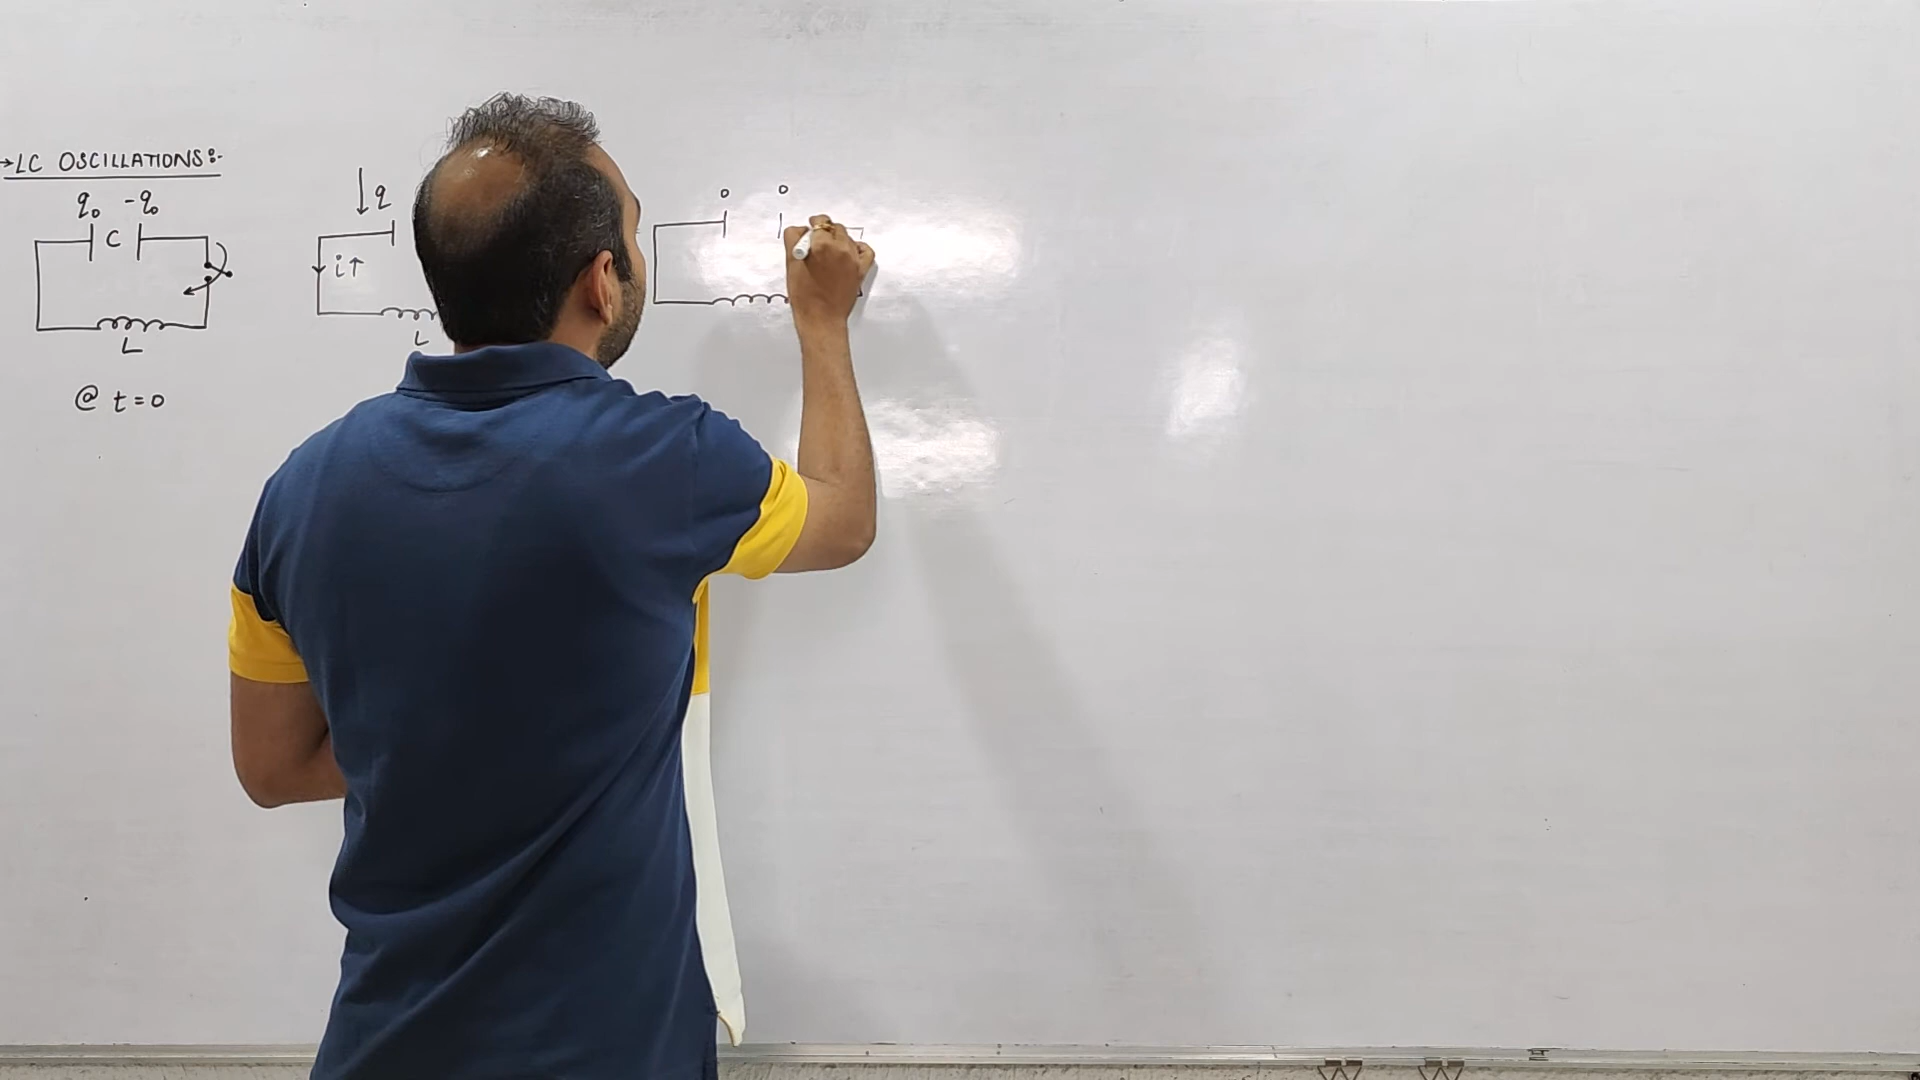 →LC OSCILLATIONS:-
q₀ -q₀
C
L
@ t=0
↓q
i↑
L
0 0